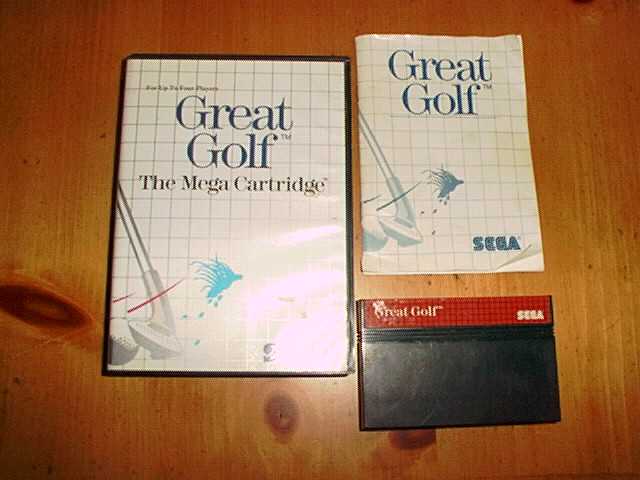 For Up To Four Players
Great
Golf™
The Mega Cartridge™
Great
Golf™
SEGA
Great Golf™
SEGA